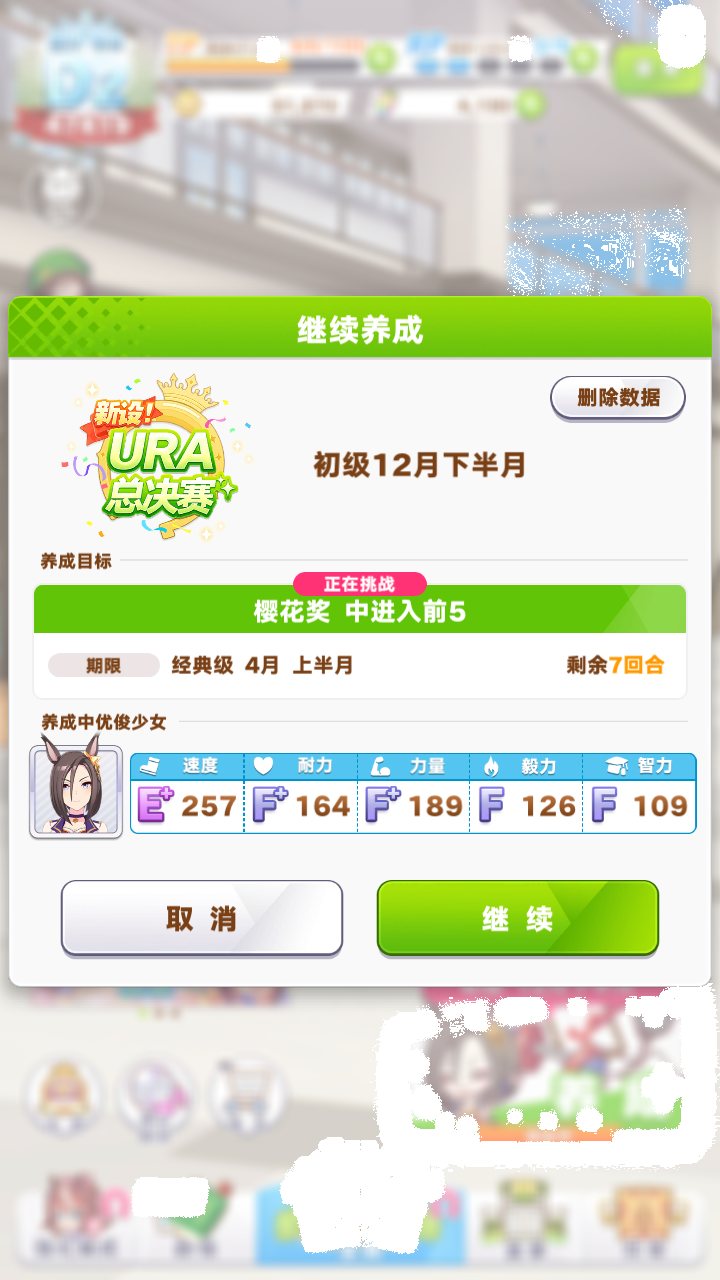 继续养成
删除数据
新设!
URA
总决赛
初级12月下半月
养成目标
正在挑战
樱花奖 中进入前5
期限 经典级 4月 上半月 剩余7回合
养成中优俊少女
速度 耐力 力量 毅力 智力
E+ 257 F+ 164 F+ 189 F 126 F 109
取消 继续